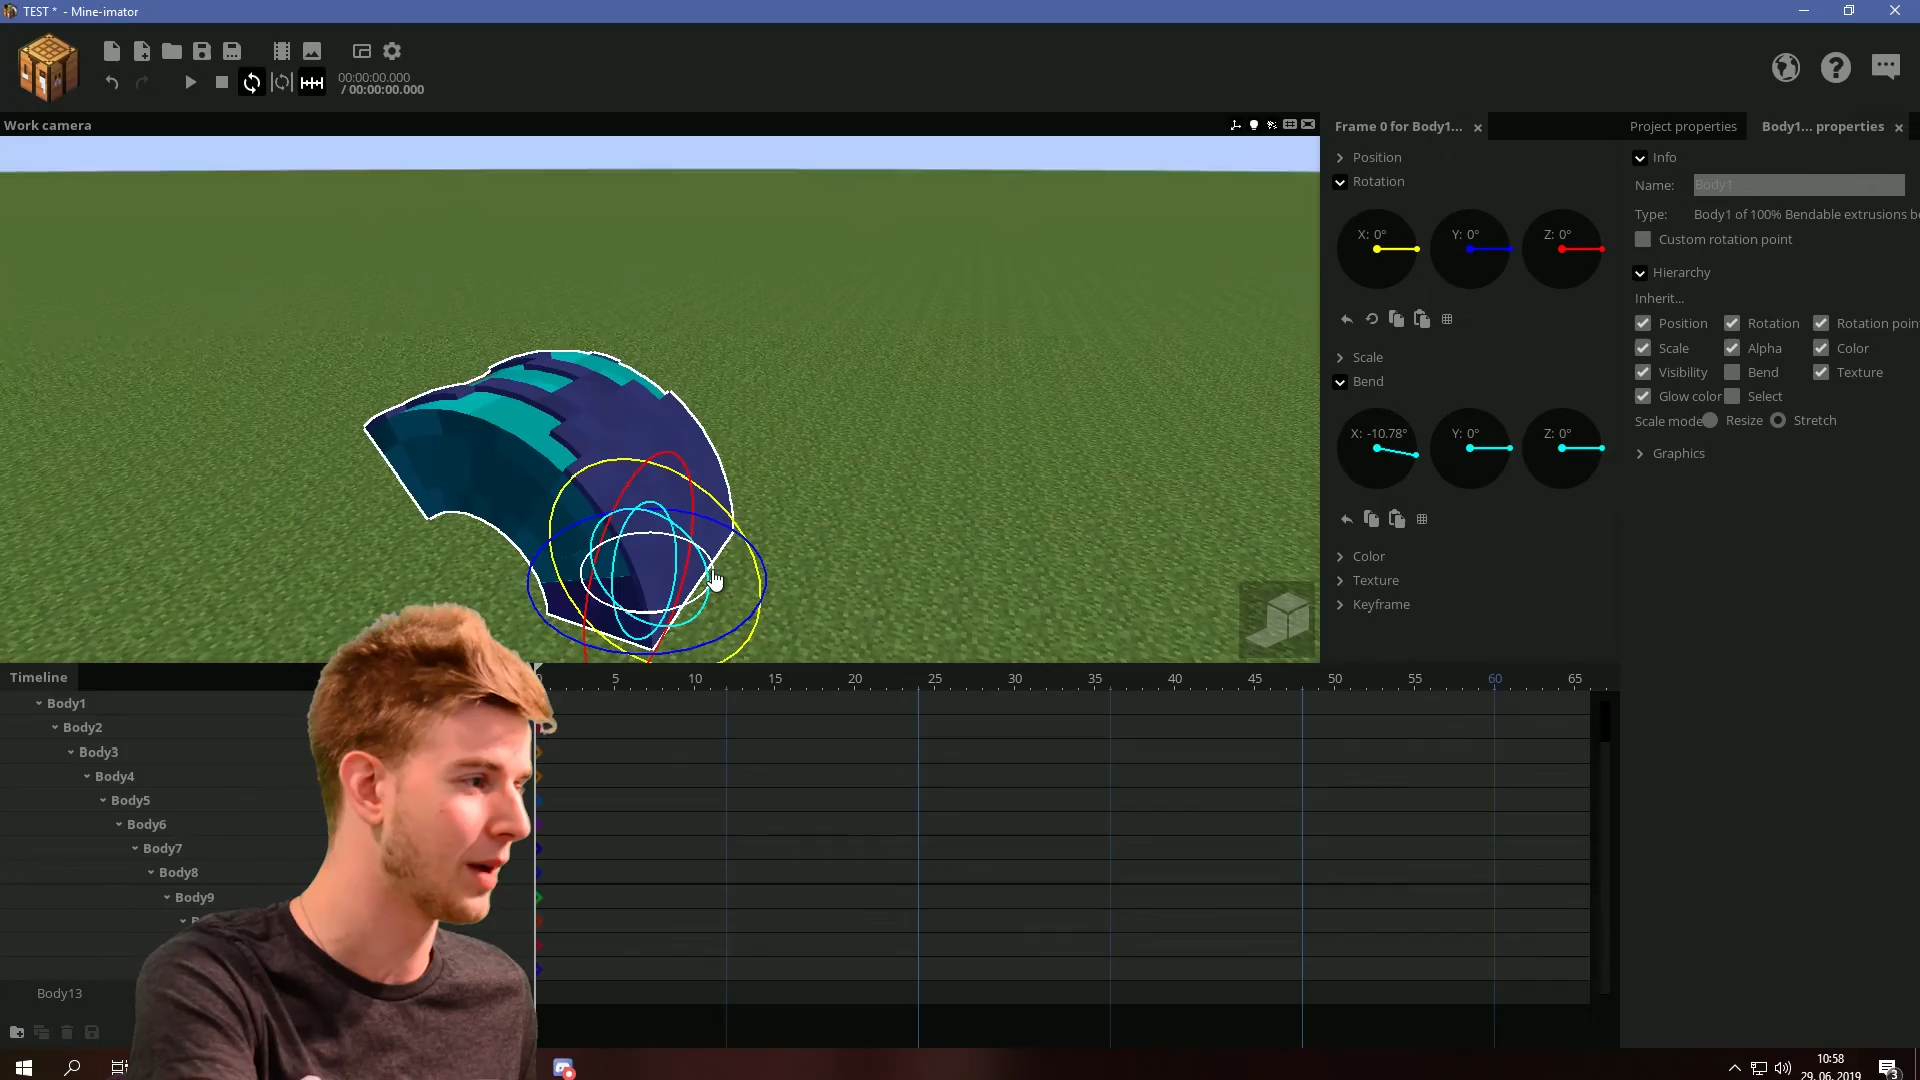 TEST * - Mine-imator
00:00:00.000
/ 00:00:00.000
Work camera
Frame 0 for Body1...
Position
Rotation
X: 0°
Y: 0°
Z: 0°
Scale
Bend
X: -10.78°
Y: 0°
Z: 0°
Color
Texture
Keyframe
Project properties
Body1... properties
Info
Name:
Body1
Type:
Body1 of 100% Bendable extrusions be
Custom rotation point
Hierarchy
Inherit...
Position
Rotation
Rotation poin
Scale
Alpha
Color
Visibility
Bend
Texture
Glow color
Select
Scale mode
Resize
Stretch
Graphics
Timeline
5 10 15 20 25 30 35 40 45 50 55 60 65
Body1
Body2
Body3
Body4
Body5
Body6
Body7
Body8
Body9
Body13
10:58
29.06.2019
3